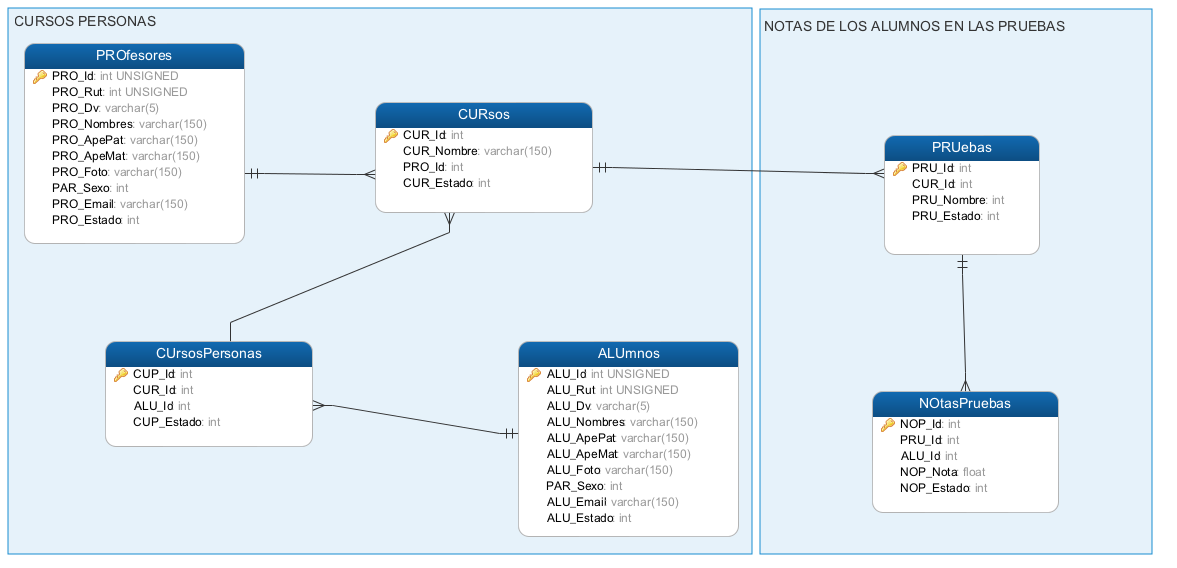 CURSOS PERSONAS
PROfesores
PRO_Id: int UNSIGNED
PRO_Rut: int UNSIGNED
PRO_Dv: varchar(5)
PRO_Nombres: varchar(150)
PRO_ApePat: varchar(150)
PRO_ApeMat: varchar(150)
PRO_Foto: varchar(150)
PAR_Sexo: int
PRO_Email: varchar(150)
PRO_Estado: int
CURsos
CUR_Id: int
CUR_Nombre: varchar(150)
PRO_Id: int
CUR_Estado: int
CUrsosPersonas
CUP_Id: int
CUR_Id: int
ALU_Id: int
CUP_Estado: int
ALUmnos
ALU_Id: int UNSIGNED
ALU_Rut: int UNSIGNED
ALU_Dv: varchar(5)
ALU_Nombres: varchar(150)
ALU_ApePat: varchar(150)
ALU_ApeMat: varchar(150)
ALU_Foto: varchar(150)
PAR_Sexo: int
ALU_Email: varchar(150)
ALU_Estado: int
NOTAS DE LOS ALUMNOS EN LAS PRUEBAS
PRUebas
PRU_Id: int
CUR_Id: int
PRU_Nombre: int
PRU_Estado: int
NOtasPruebas
NOP_Id: int
PRU_Id: int
ALU_Id: int
NOP_Nota: float
NOP_Estado: int